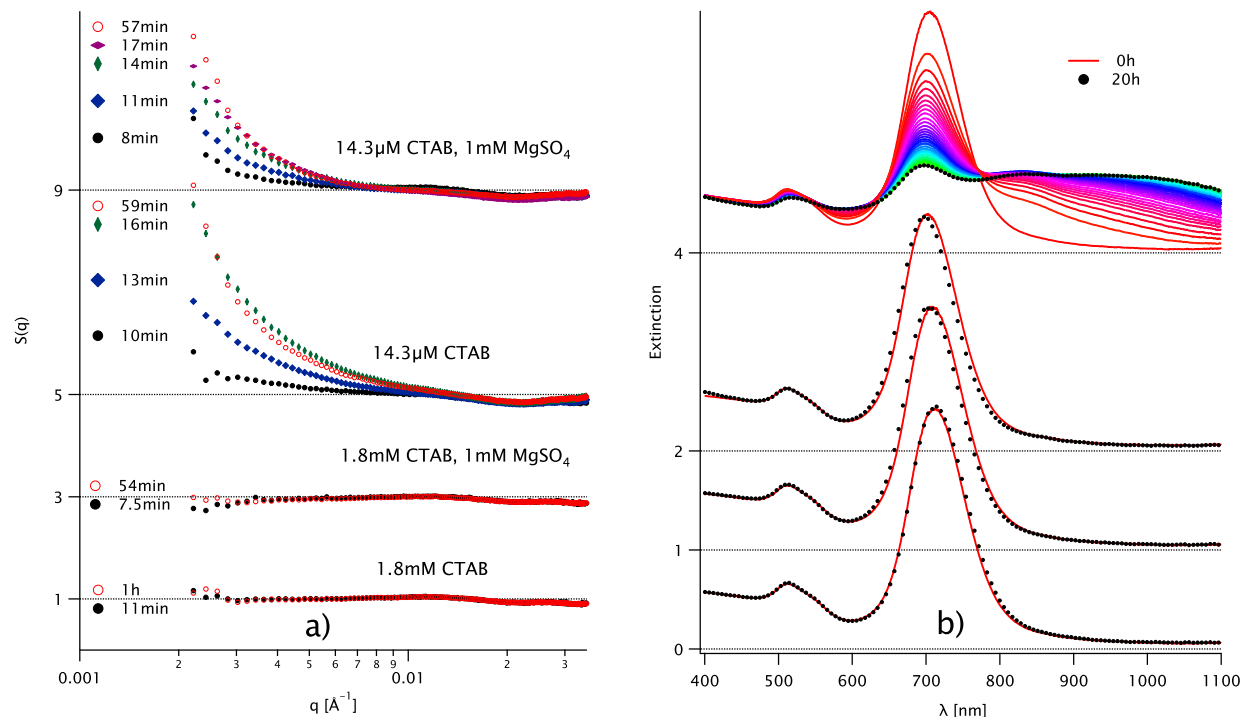 57min
17min
14min
11min
8min
14.3µM CTAB, 1mM MgSO₄
9
59min
16min
13min
10min
14.3µM CTAB
5
1.8mM CTAB, 1mM MgSO₄
54min
3
7.5min
1.8mM CTAB
1h
1
11min
a)
S(q)
2 3 4 5 6 7 8 9 2 3
0.001 0.01
q [Å⁻¹]
0h
20h
4
2
1
0
b)
Extinction
400 500 600 700 800 900 1000 1100
λ [nm]